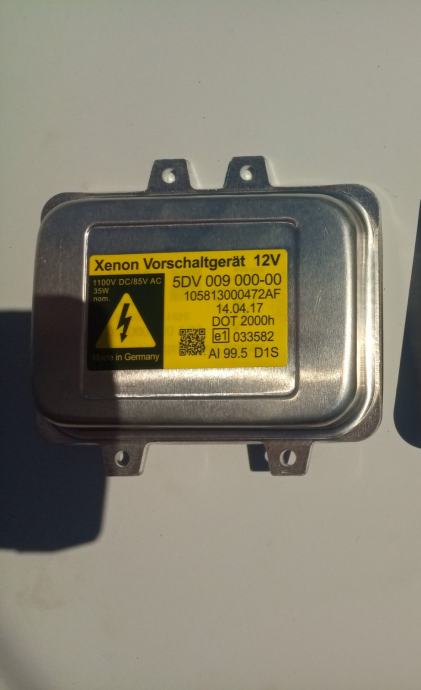 Xenon Vorschaltgerät 12V
1100V DC/85V AC
35W
nom.
Made in Germany
5DV 009 000-00
105813000472AF
14.04.17
DOT 2000h
e1 033582
AI 99.5 D1S